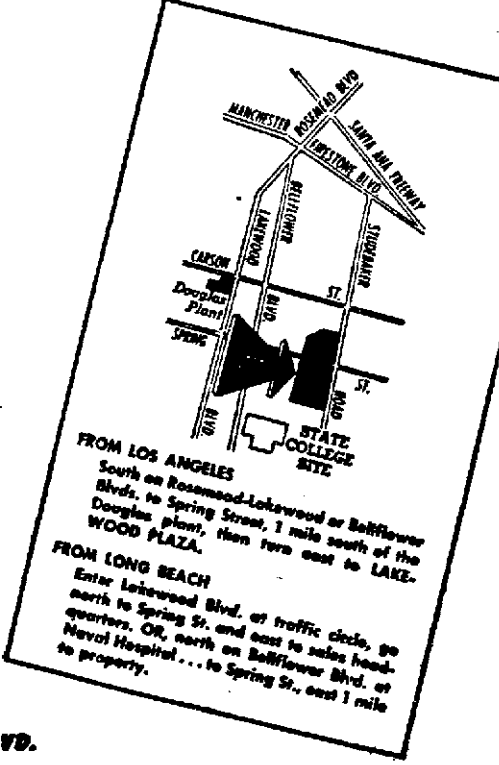 ROSEMEAD BLVD
MANCHESTER
SANTA ANA FREEWAY
FIRESTONE BLVD.
BELLFLOWER
LAKEWOOD
STUDEBAKER
CARSON
ST.
Douglas
Plant
BLVD
SPRING
ST.
BLVD
ROAD
STATE
COLLEGE
SITE
FROM LOS ANGELES
South on Rosemead-Lakewood or Bellflower
Blvds. to Spring Street, 1 mile south of the
Douglas plant, then turn east to LAKE-
WOOD PLAZA.
FROM LONG BEACH
Enter Lakewood Blvd. at traffic circle, go
north to Spring St. and east to sales head-
quarters. OR, north on Bellflower Blvd. at
Naval Hospital . . . to Spring St., east 1 mile
to property.
VD.